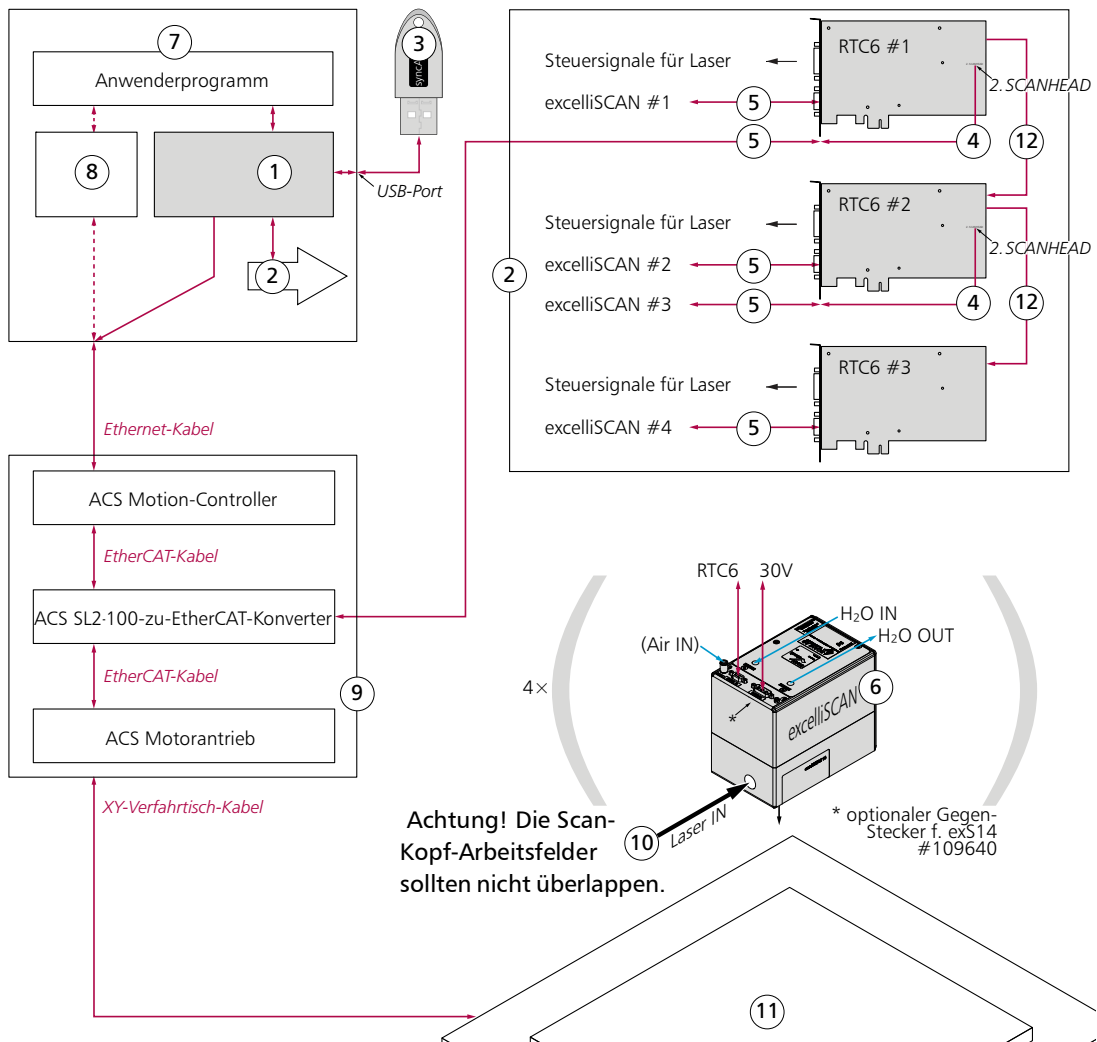 7
Anwenderprogramm
8
1
2
3
syncA
USB-Port
Ethernet-Kabel
ACS Motion-Controller
EtherCAT-Kabel
ACS SL2-100-zu-EtherCAT-Konverter
EtherCAT-Kabel
ACS Motorantrieb
9
XY-Verfahrtisch-Kabel
2
Steuersignale für Laser
RTC6 #1
2. SCANHEAD
excelliSCAN #1
5
5
4
12
Steuersignale für Laser
RTC6 #2
2. SCANHEAD
excelliSCAN #2
5
excelliSCAN #3
5
4
12
Steuersignale für Laser
RTC6 #3
excelliSCAN #4
5
4×
RTC6
30V
H2O IN
H2O OUT
(Air IN)
*
excelliSCAN
6
* optionaler Gegen-
Stecker f. exS14
#109640
Achtung! Die Scan-
Kopf-Arbeitsfelder
sollten nicht überlappen.
10
Laser IN
11